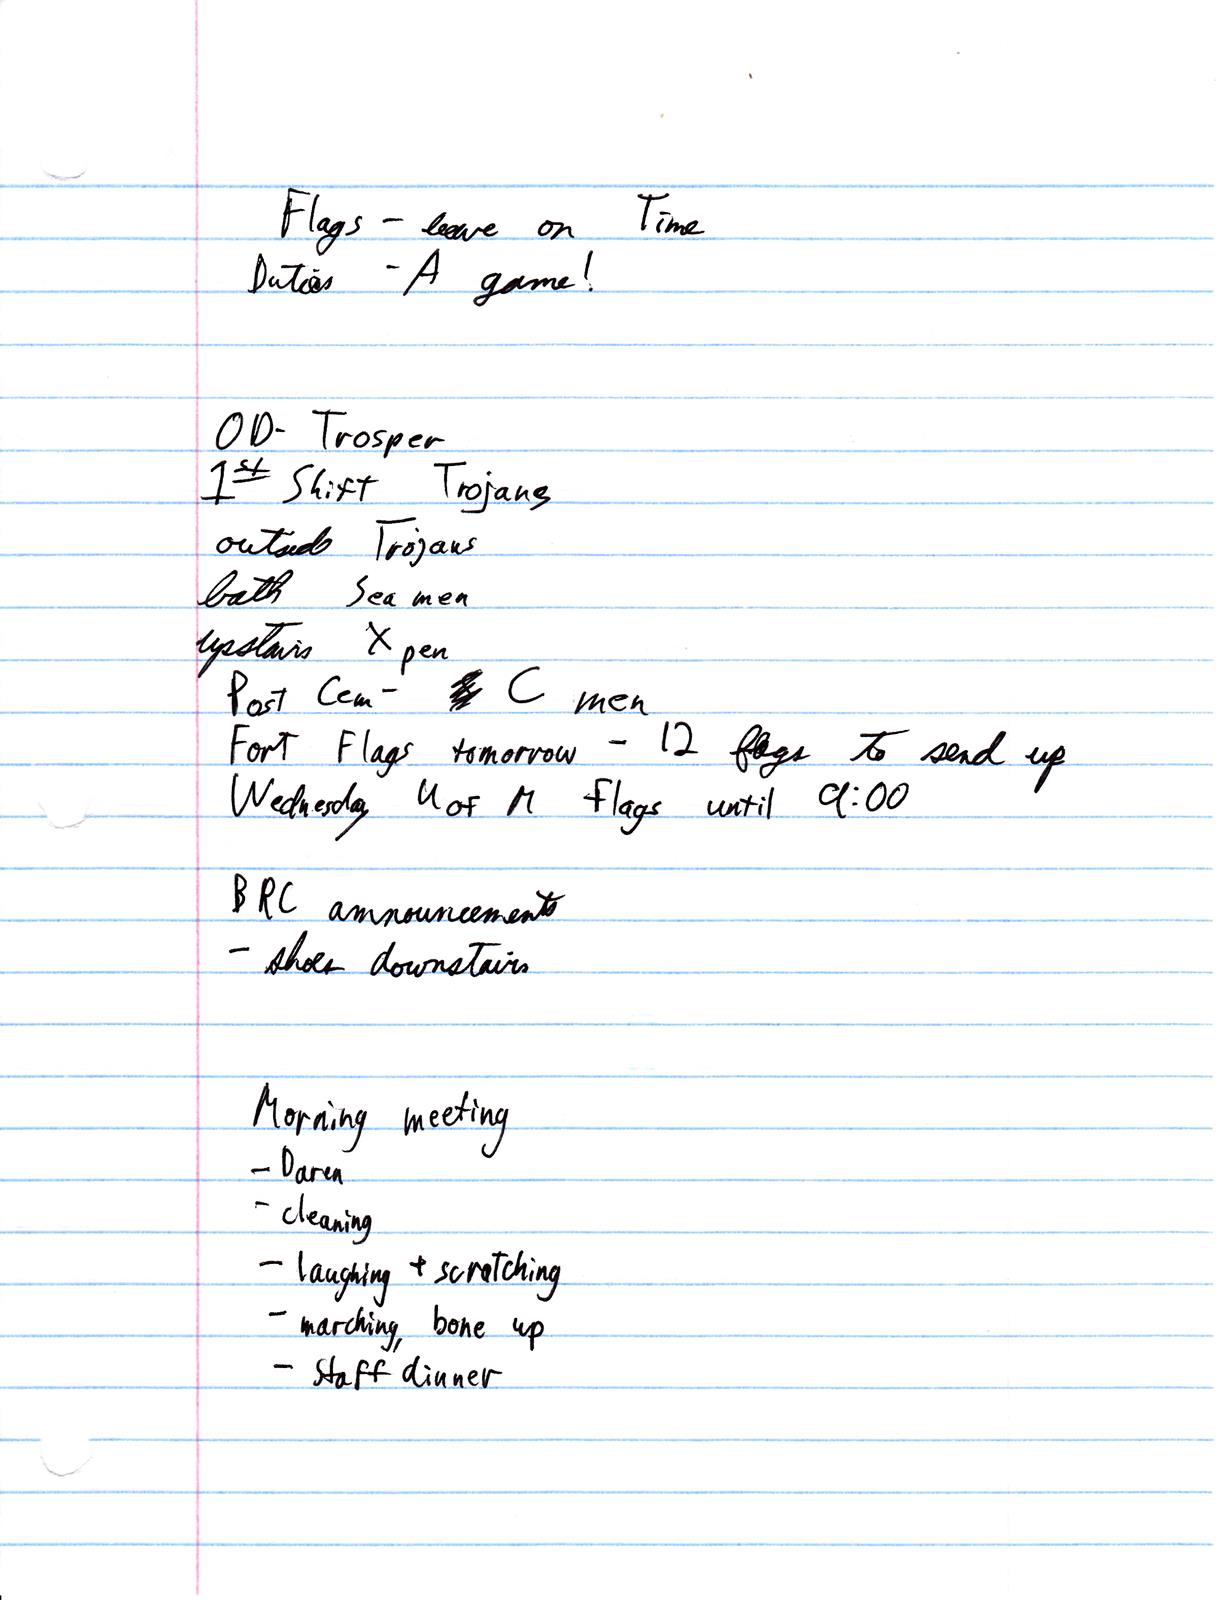 Flags - leave on Time
Duties - A game!
OD- Trosper
1st Shift Trojans
outside Trojans
bath Sea men
upstairs X pen
Post Cem- C men
Fort Flags tomorrow - 12 flags to send up
Wednesday U of M flags until 9:00
BRC announcements
- shoes downstairs
Morning meeting
- Daren
- cleaning
- laughing + scratching
- marching, bone up
- staff dinner